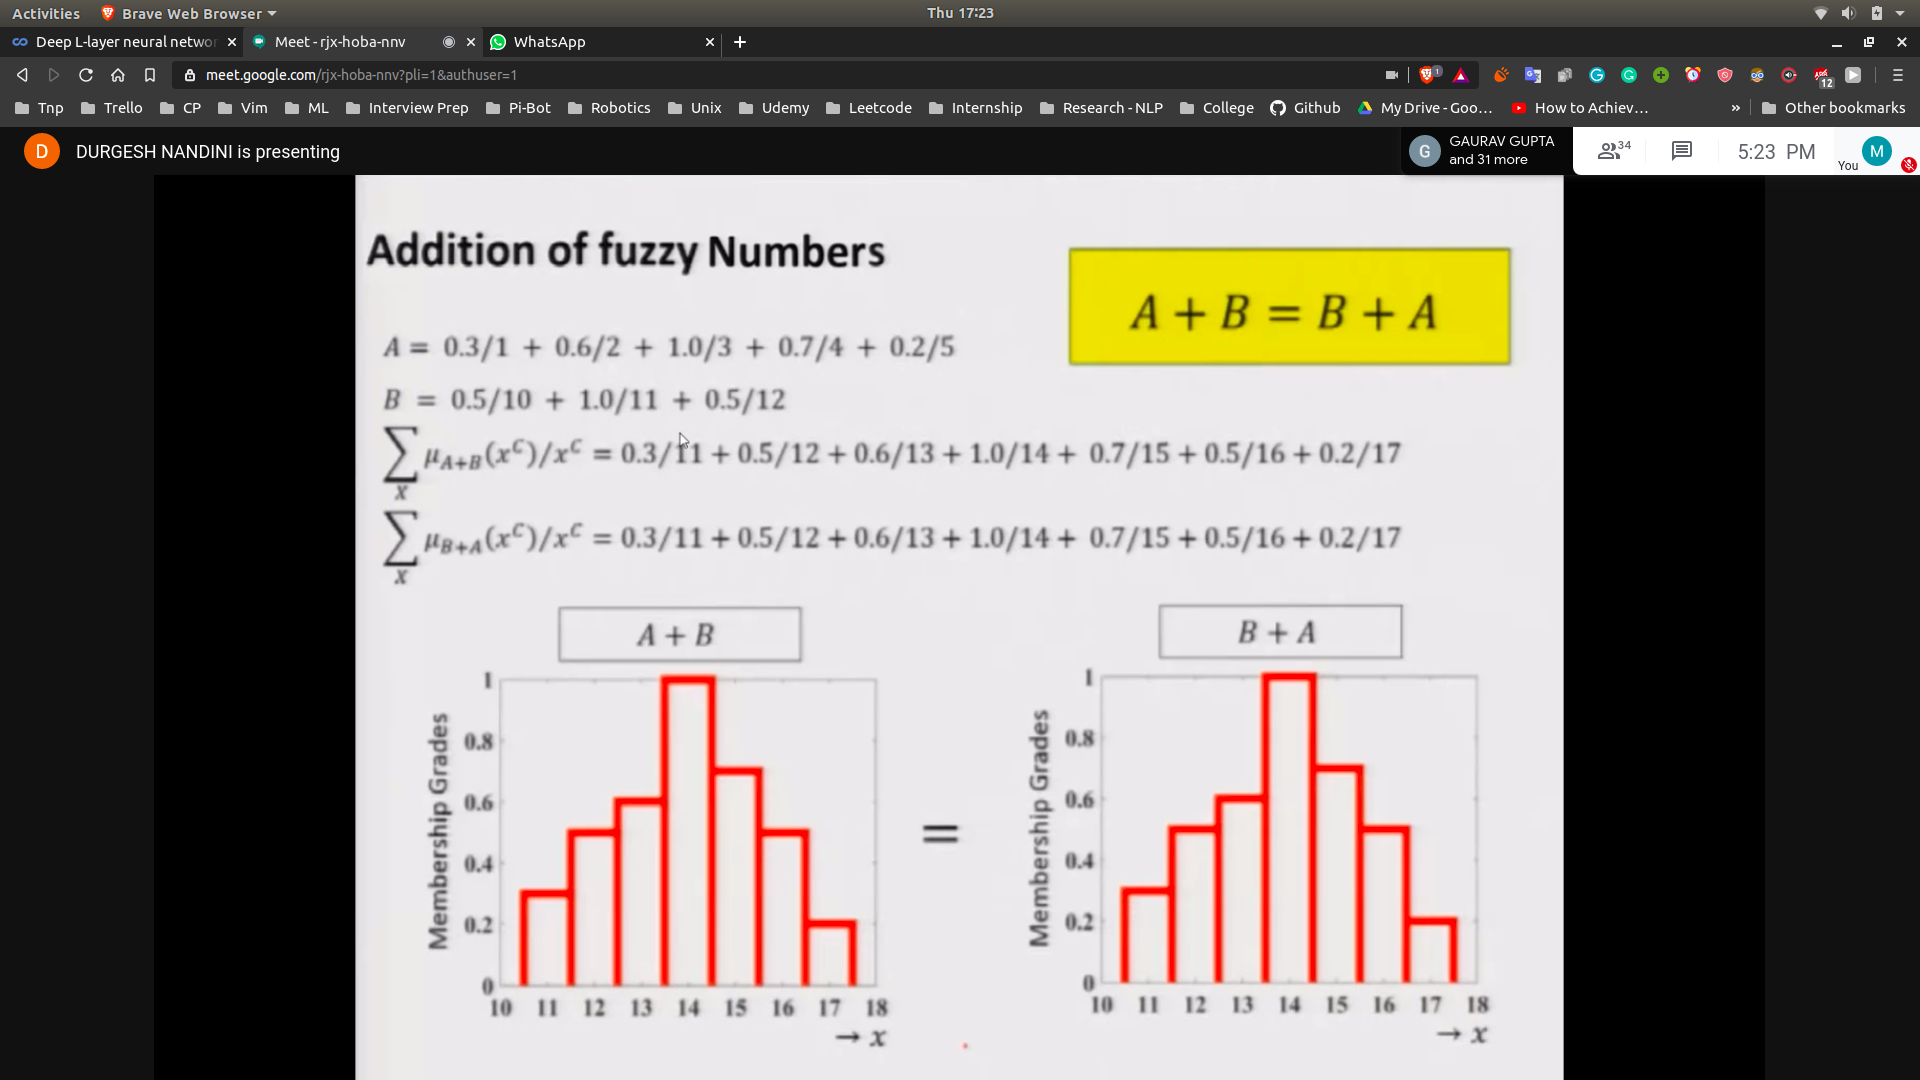 Activities Brave Web Browser Thu 17:23
Deep L-layer neural networ Meet - rjx-hoba-nnv WhatsApp
meet.google.com/rjx-hoba-nnv?pli=1&authuser=1 1 12
Tnp Trello CP Vim ML Interview Prep Pi-Bot Robotics Unix Udemy Leetcode Internship Research - NLP College Github My Drive - Goo... How to Achiev... » Other bookmarks
D DURGESH NANDINI is presenting G GAURAV GUPTA
and 31 more 34 5:23 PM You M
Addition of fuzzy Numbers
A + B = B + A
A = 0.3/1 + 0.6/2 + 1.0/3 + 0.7/4 + 0.2/5
B = 0.5/10 + 1.0/11 + 0.5/12
∑ μA+B(x^C)/x^C = 0.3/11 + 0.5/12 + 0.6/13 + 1.0/14 + 0.7/15 + 0.5/16 + 0.2/17
X
∑ μB+A(x^C)/x^C = 0.3/11 + 0.5/12 + 0.6/13 + 1.0/14 + 0.7/15 + 0.5/16 + 0.2/17
X
A + B
Membership Grades
1
0.8
0.6
0.4
0.2
0
10 11 12 13 14 15 16 17 18
→ x
=
B + A
Membership Grades
1
0.8
0.6
0.4
0.2
0
10 11 12 13 14 15 16 17 18
→ x